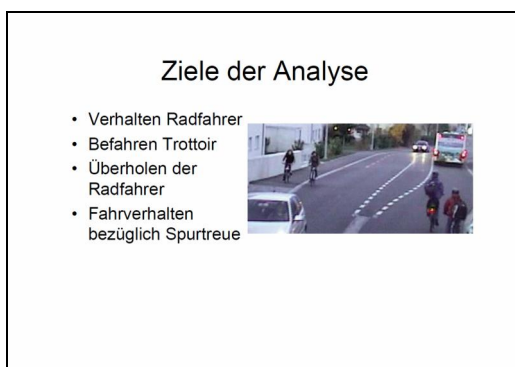 Ziele der Analyse
• Verhalten Radfahrer
• Befahren Trottoir
• Überholen der
Radfahrer
• Fahrverhalten
bezüglich Spurtreue